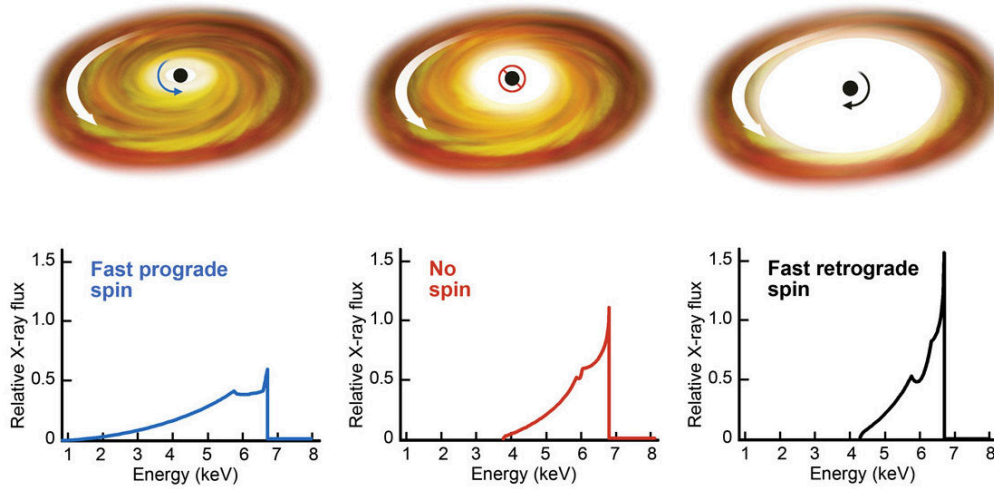 Relative X-ray flux
1.5
1.0
0.5
0
Fast prograde
spin
1 2 3 4 5 6 7 8
Energy (keV)
Relative X-ray flux
1.5
1.0
0.5
0
No
spin
1 2 3 4 5 6 7 8
Energy (keV)
Relative X-ray flux
1.5
1.0
0.5
0
Fast retrograde
spin
1 2 3 4 5 6 7 8
Energy (keV)